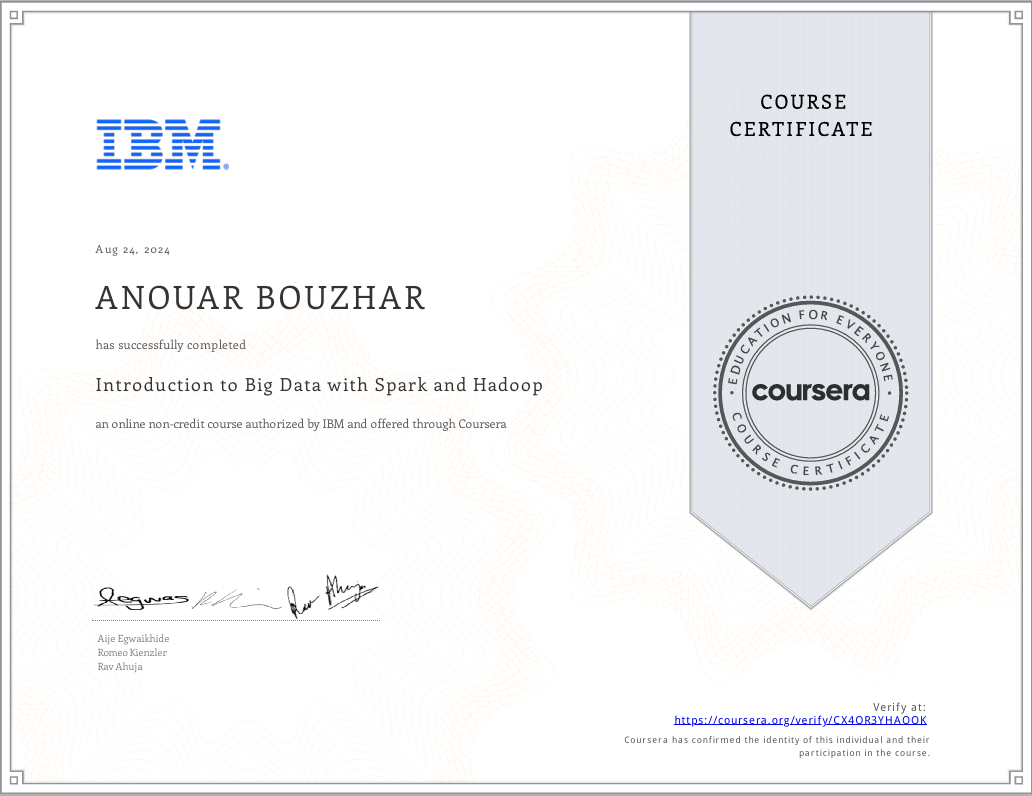 COURSE
CERTIFICATE
IBM®
Aug 24, 2024
ANOUAR BOUZHAR
has successfully completed
Introduction to Big Data with Spark and Hadoop
an online non-credit course authorized by IBM and offered through Coursera
EDUCATION FOR EVERYONE
coursera
COURSE CERTIFICATE
Aije Egwaikhide
Romeo Kienzler
Rav Ahuja
Verify at:
https://coursera.org/verify/CX4OR3YHAOOK
Coursera has confirmed the identity of this individual and their
participation in the course.